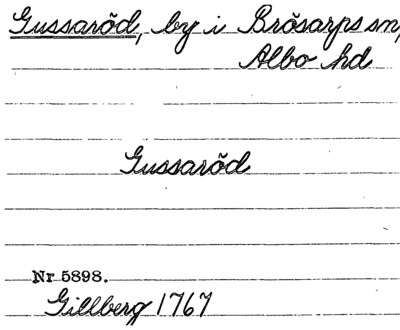 Gussaröd, by i Brösarps sn,
Albo hd
Gussaröd
Nr 5898.
Gillberg 1767